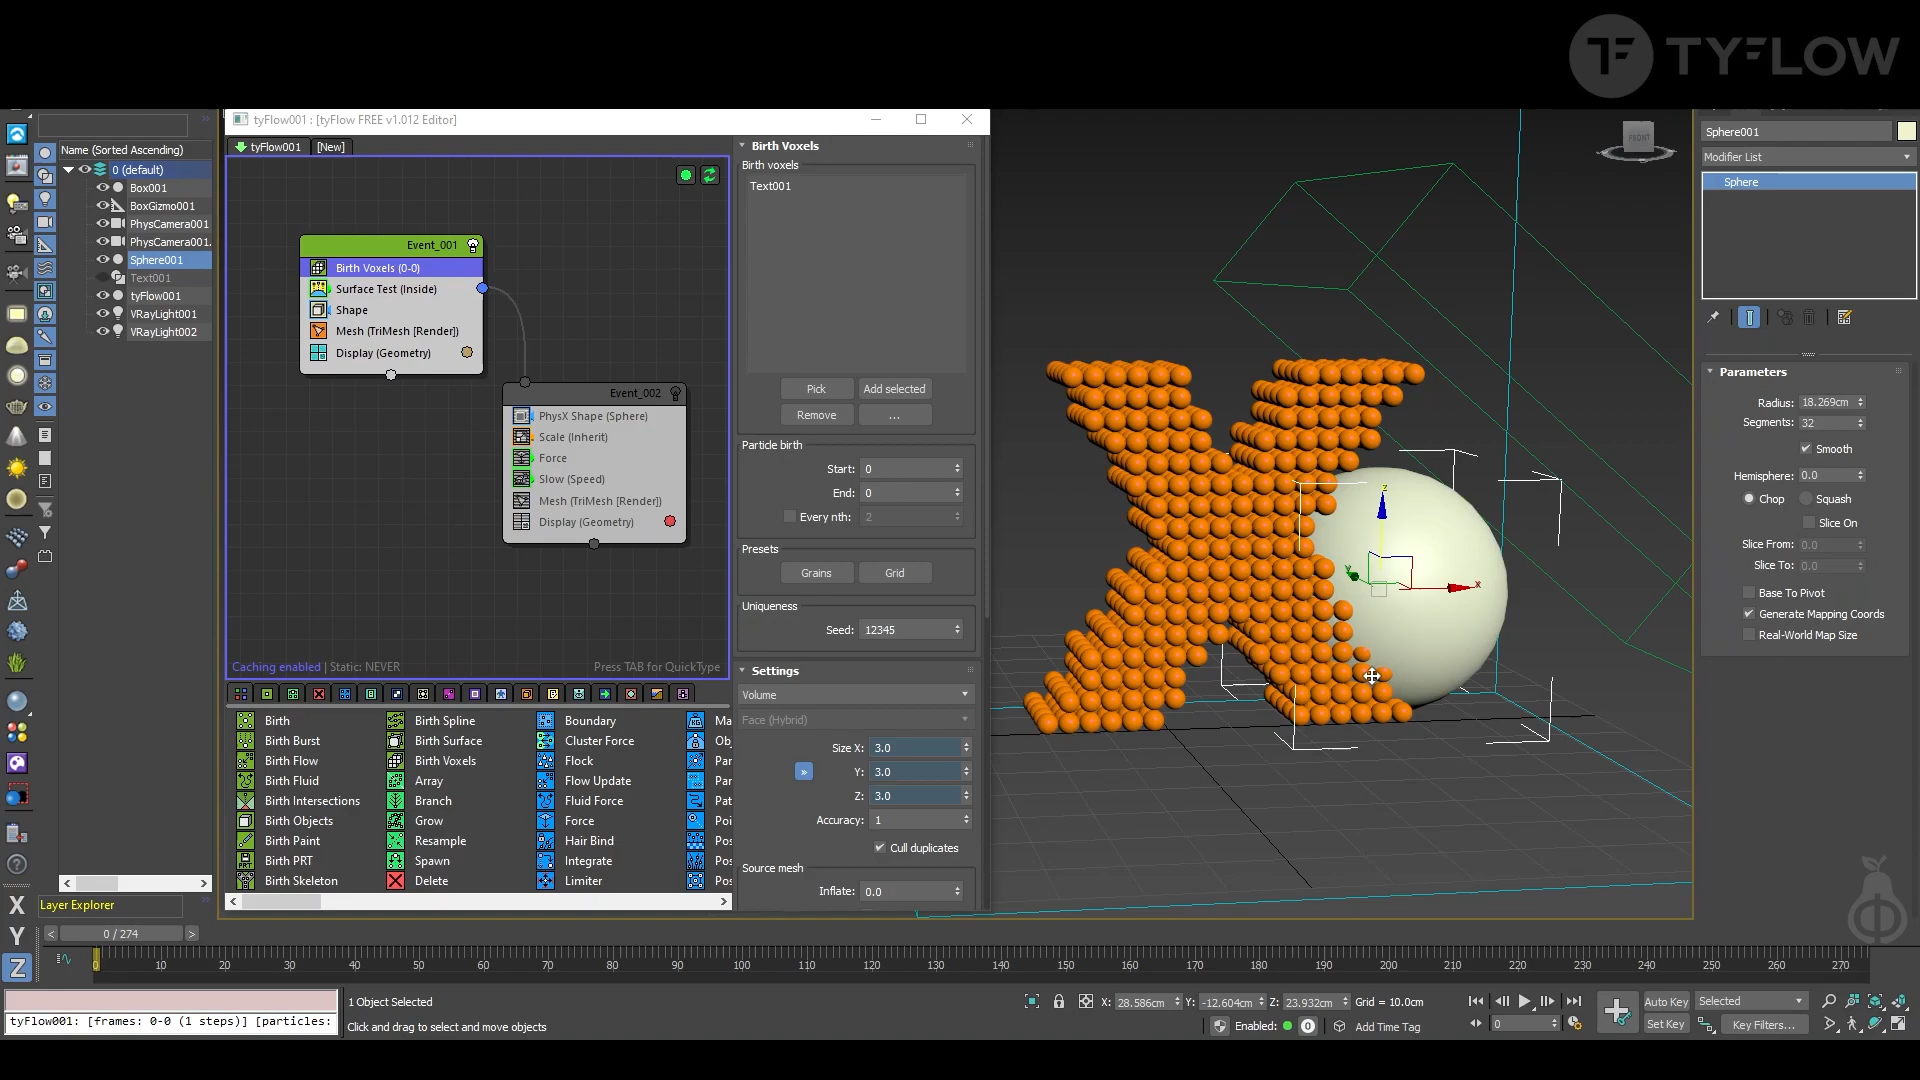 TYFLOW
tyFlow001 : [tyFlow FREE v1.012 Editor]
tyFlow001
[New]
Name (Sorted Ascending)
0 (default)
Box001
BoxGizmo001
PhysCamera001
PhysCamera001.
Sphere001
Text001
tyFlow001
VRayLight001
VRayLight002
Event_001
Birth Voxels (0-0)
Surface Test (Inside)
Shape
Mesh (TriMesh [Render])
Display (Geometry)
Event_002
PhysX Shape (Sphere)
Scale (Inherit)
Force
Slow (Speed)
Mesh (TriMesh [Render])
Display (Geometry)
Caching enabled | Static: NEVER
Press TAB for QuickType
Birth
Birth Burst
Birth Flow
Birth Fluid
Birth Intersections
Birth Objects
Birth Paint
Birth PRT
Birth Skeleton
Birth Spline
Birth Surface
Birth Voxels
Array
Branch
Grow
Resample
Spawn
Delete
Boundary
Cluster Force
Flock
Flow Update
Fluid Force
Force
Hair Bind
Integrate
Limiter
Ma
Obj
Par
Par
Pat
Poi
Pos
Pos
Pos
Birth Voxels
Birth voxels
Text001
Pick
Add selected
Remove
...
Particle birth
Start: 0
End: 0
Every nth: 2
Presets
Grains
Grid
Uniqueness
Seed: 12345
Settings
Volume
Face (Hybrid)
Size X: 3.0
Y: 3.0
Z: 3.0
Accuracy: 1
Cull duplicates
Source mesh
Inflate: 0.0
FRONT
z
y
x
Sphere001
Modifier List
Sphere
Parameters
Radius: 18.269cm
Segments: 32
Smooth
Hemisphere: 0.0
Chop
Squash
Slice On
Slice From: 0.0
Slice To: 0.0
Base To Pivot
Generate Mapping Coords
Real-World Map Size
X
Y
Z
Layer Explorer
0 / 274
0 10 20 30 40 50 60 70 80 90 100 110 120 130 140 150 160 170 180 190 200 210 220 230 240 250 260 270
tyFlow001: [frames: 0-0 (1 steps)] [particles:
1 Object Selected
Click and drag to select and move objects
X: 28.586cm Y: -12.604cm Z: 23.932cm Grid = 10.0cm
Enabled: 0 Add Time Tag
0
Auto Key
Selected
Set Key
Key Filters...